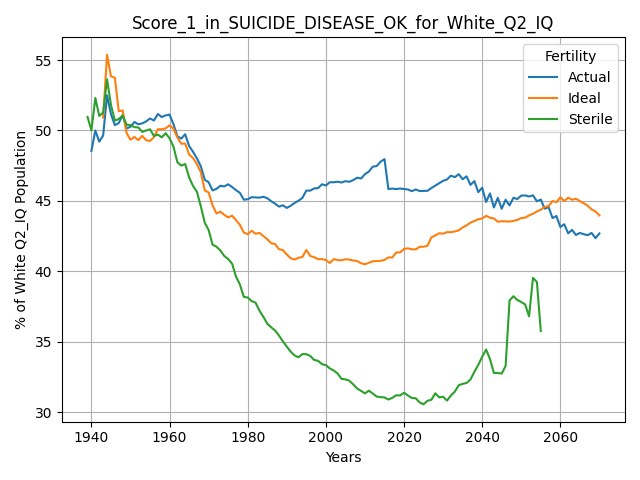 Score_1_in_SUICIDE_DISEASE_OK_for_White_Q2_IQ
Fertility
Actual
Ideal
Sterile
% of White Q2_IQ Population
55
50
45
40
35
30
1940
1960
1980
2000
2020
2040
2060
Years